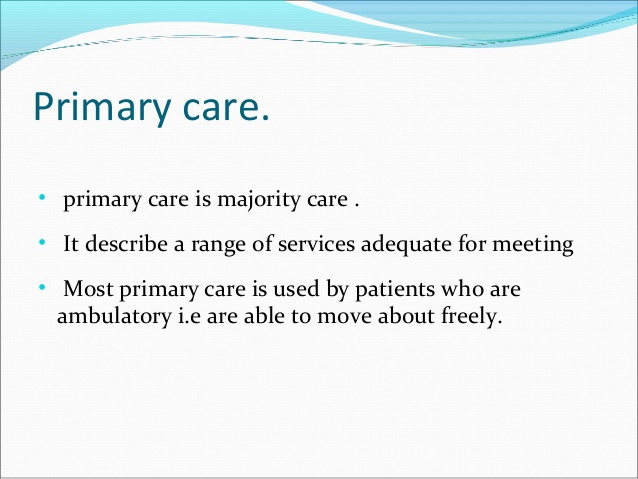 Primary care.
• primary care is majority care .
• It describe a range of services adequate for meeting
• Most primary care is used by patients who are
ambulatory i.e are able to move about freely.